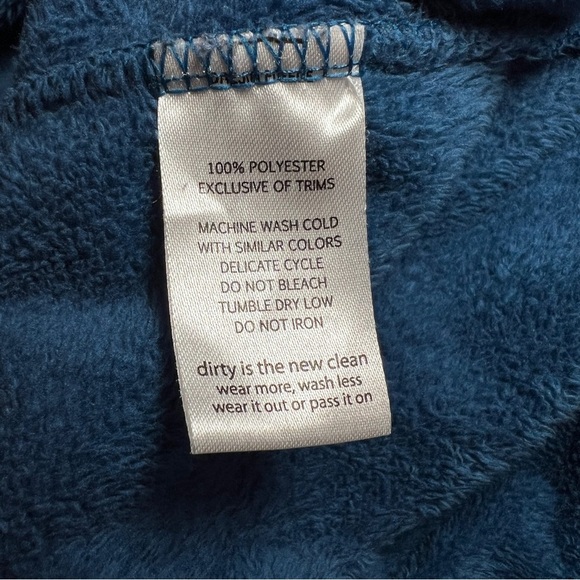 100% POLYESTER
EXCLUSIVE OF TRIMS
MACHINE WASH COLD
WITH SIMILAR COLORS
DELICATE CYCLE
DO NOT BLEACH
TUMBLE DRY LOW
DO NOT IRON
dirty is the new clean
wear more, wash less
wear it out or pass it on